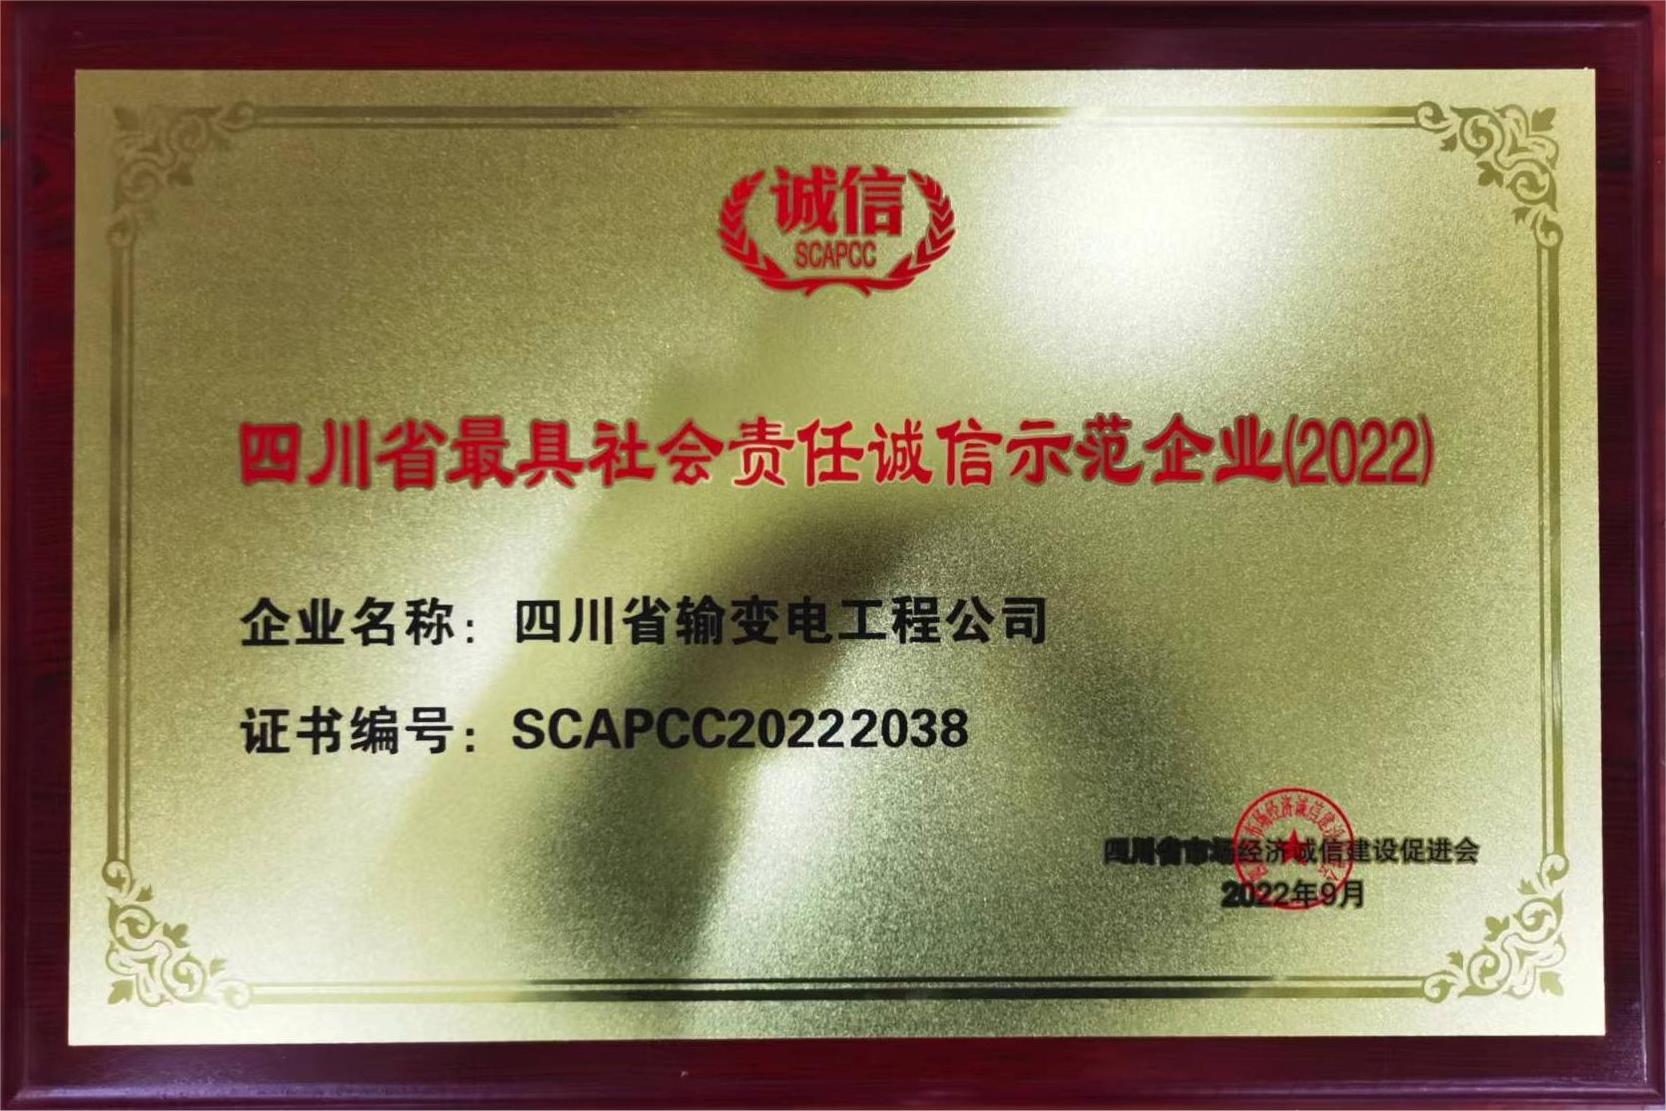 诚信
SCAPCC
四川省最具社会责任诚信示范企业(2022)
企业名称：四川省输变电工程公司
证书编号：SCAPCC20222038
四川省市场经济诚信建设促进会
2022年9月